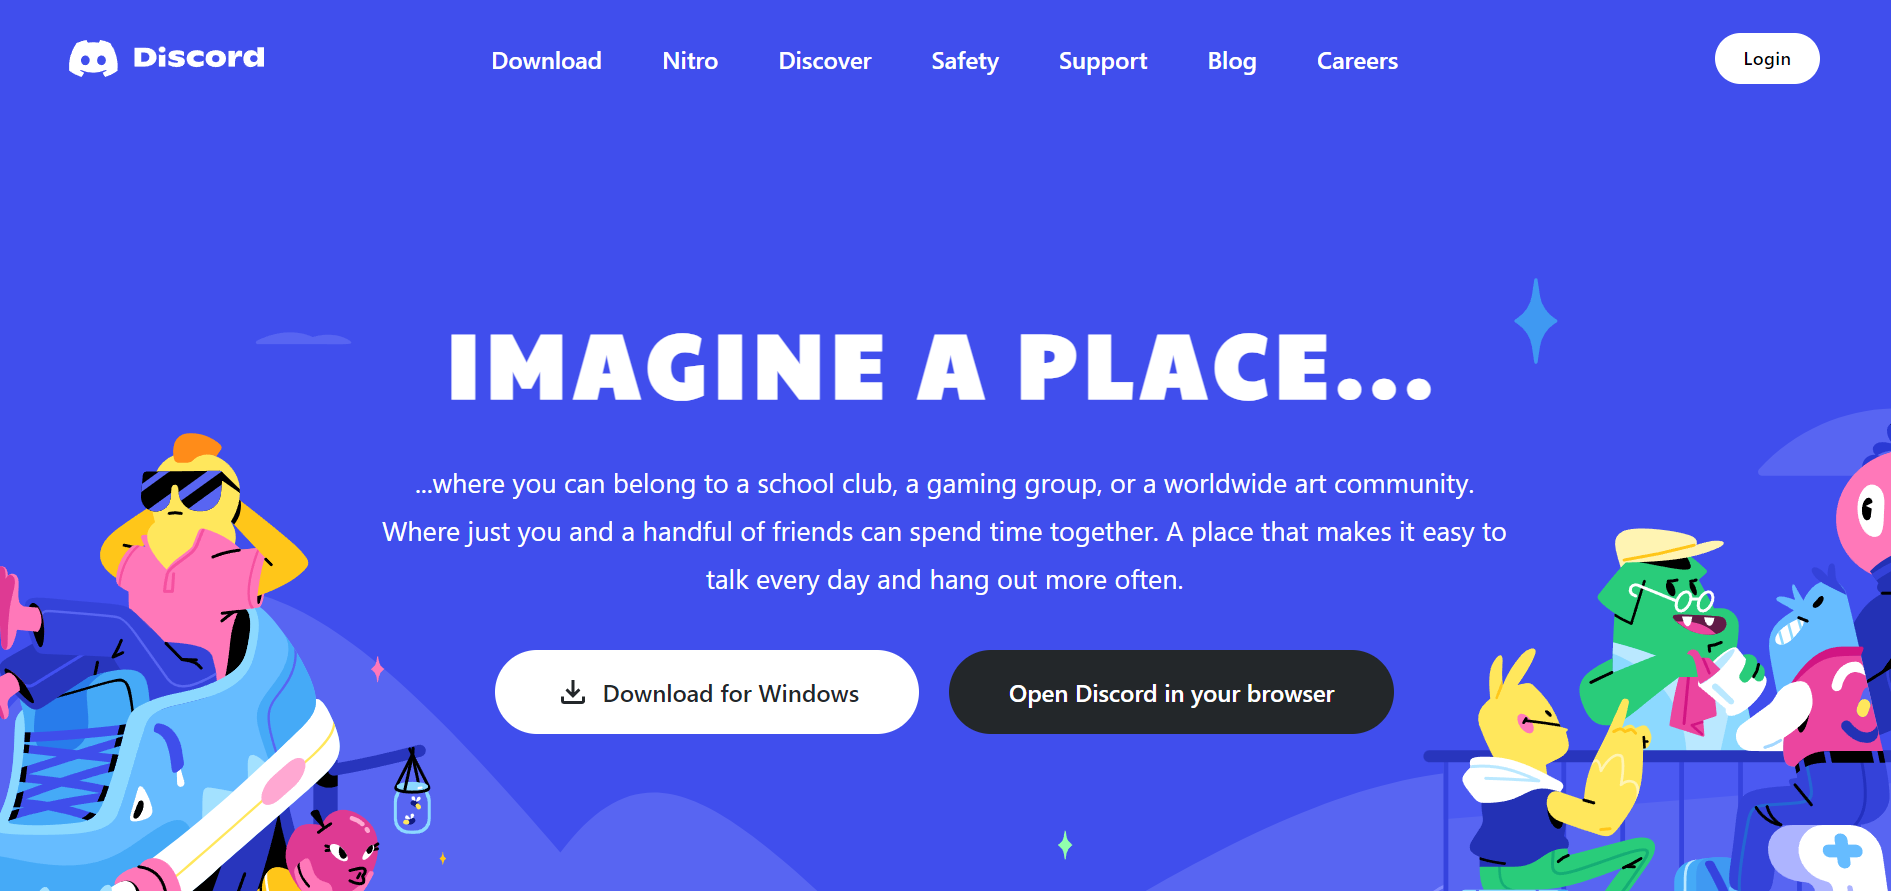 Discord
Download Nitro Discover Safety Support Blog Careers
Login
IMAGINE A PLACE...
...where you can belong to a school club, a gaming group, or a worldwide art community.
Where just you and a handful of friends can spend time together. A place that makes it easy to
talk every day and hang out more often.
Download for Windows
Open Discord in your browser